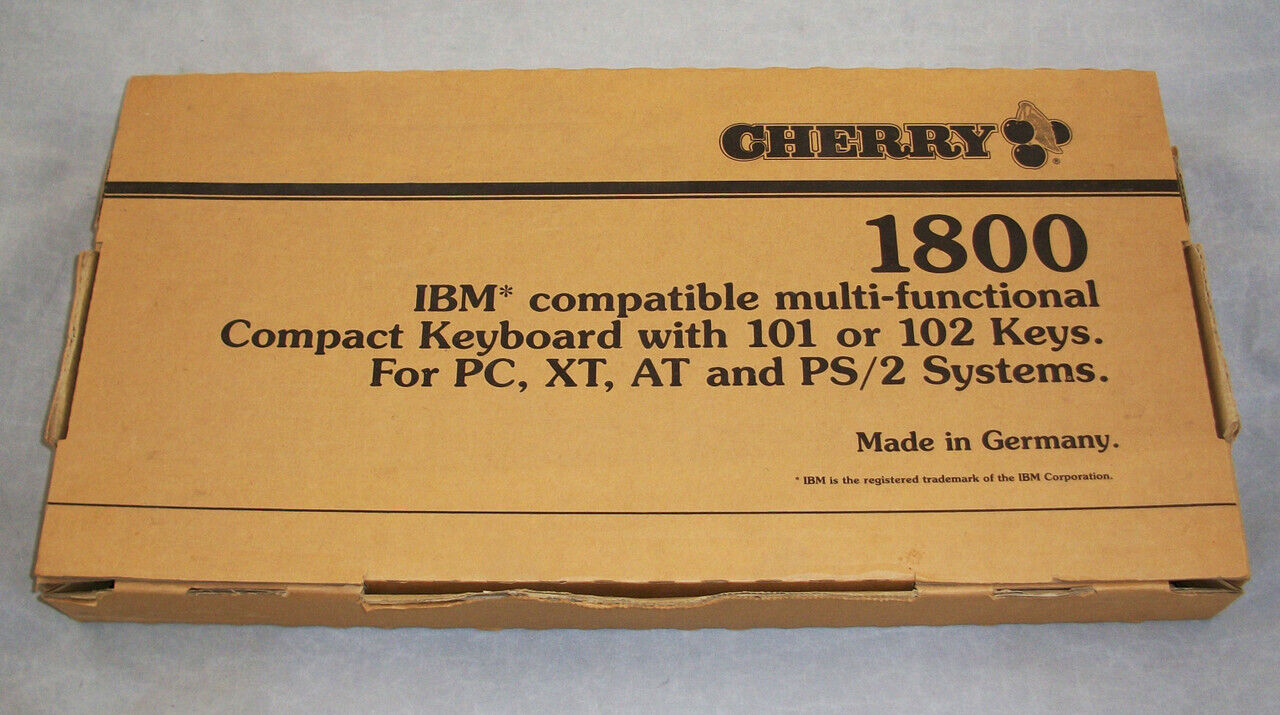 CHERRY ®
1800
IBM* compatible multi-functional
Compact Keyboard with 101 or 102 Keys.
For PC, XT, AT and PS/2 Systems.
Made in Germany.
* IBM is the registered trademark of the IBM Corporation.